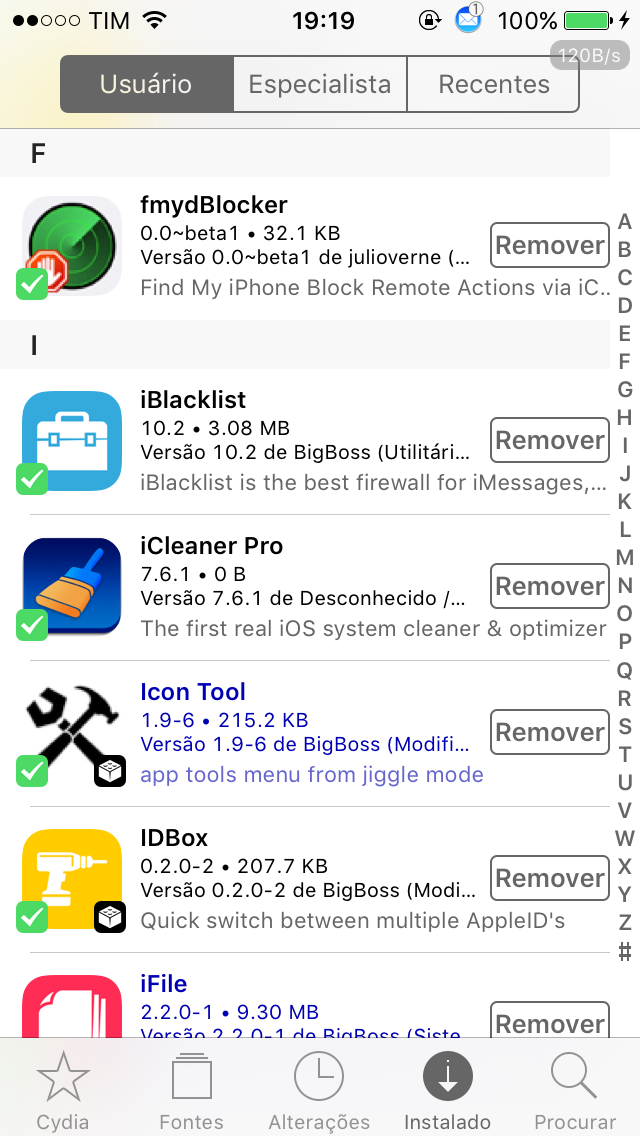 TIM 19:19 1 100%
120B/s
Usuário Especialista Recentes
F
fmydBlocker
0.0~beta1 • 32.1 KB
Versão 0.0~beta1 de julioverne (...
Find My iPhone Block Remote Actions via iC...
Remover
I
iBlacklist
10.2 • 3.08 MB
Versão 10.2 de BigBoss (Utilitári...
iBlacklist is the best firewall for iMessages,...
Remover
iCleaner Pro
7.6.1 • 0 B
Versão 7.6.1 de Desconhecido /...
The first real iOS system cleaner & optimizer
Remover
Icon Tool
1.9-6 • 215.2 KB
Versão 1.9-6 de BigBoss (Modifi...
app tools menu from jiggle mode
Remover
IDBox
0.2.0-2 • 207.7 KB
Versão 0.2.0-2 de BigBoss (Modi...
Quick switch between multiple AppleID's
Remover
iFile
2.2.0-1 • 9.30 MB
Versão 2.2.0-1 de BigBoss (Siste...
Remover
A
B
C
D
E
F
G
H
I
J
K
L
M
N
O
P
Q
R
S
T
U
V
W
X
Y
Z
#
Cydia Fontes Alterações Instalado Procurar